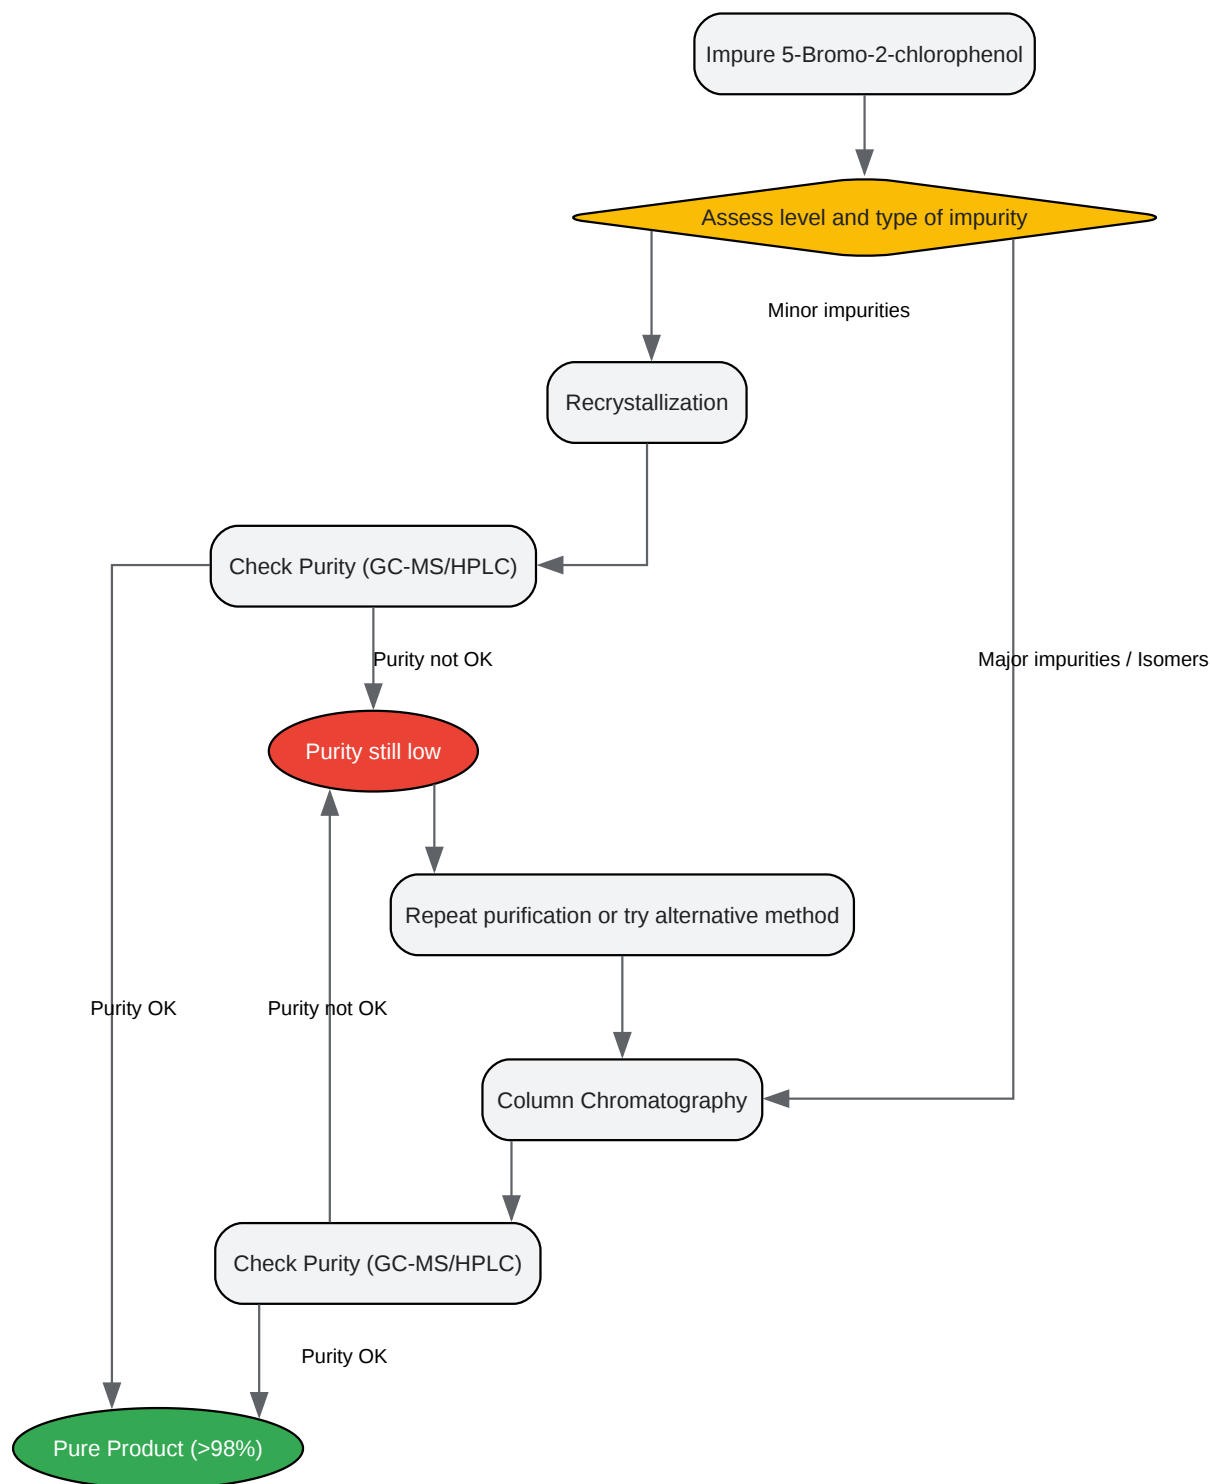 Impure 5-Bromo-2-chlorophenol
Assess level and type of impurity
Minor impurities
Recrystallization
Check Purity (GC-MS/HPLC)
Purity not OK
Major impurities / Isomers
Purity still low
Repeat purification or try alternative method
Purity OK
Purity not OK
Column Chromatography
Check Purity (GC-MS/HPLC)
Purity OK
Pure Product (>98%)